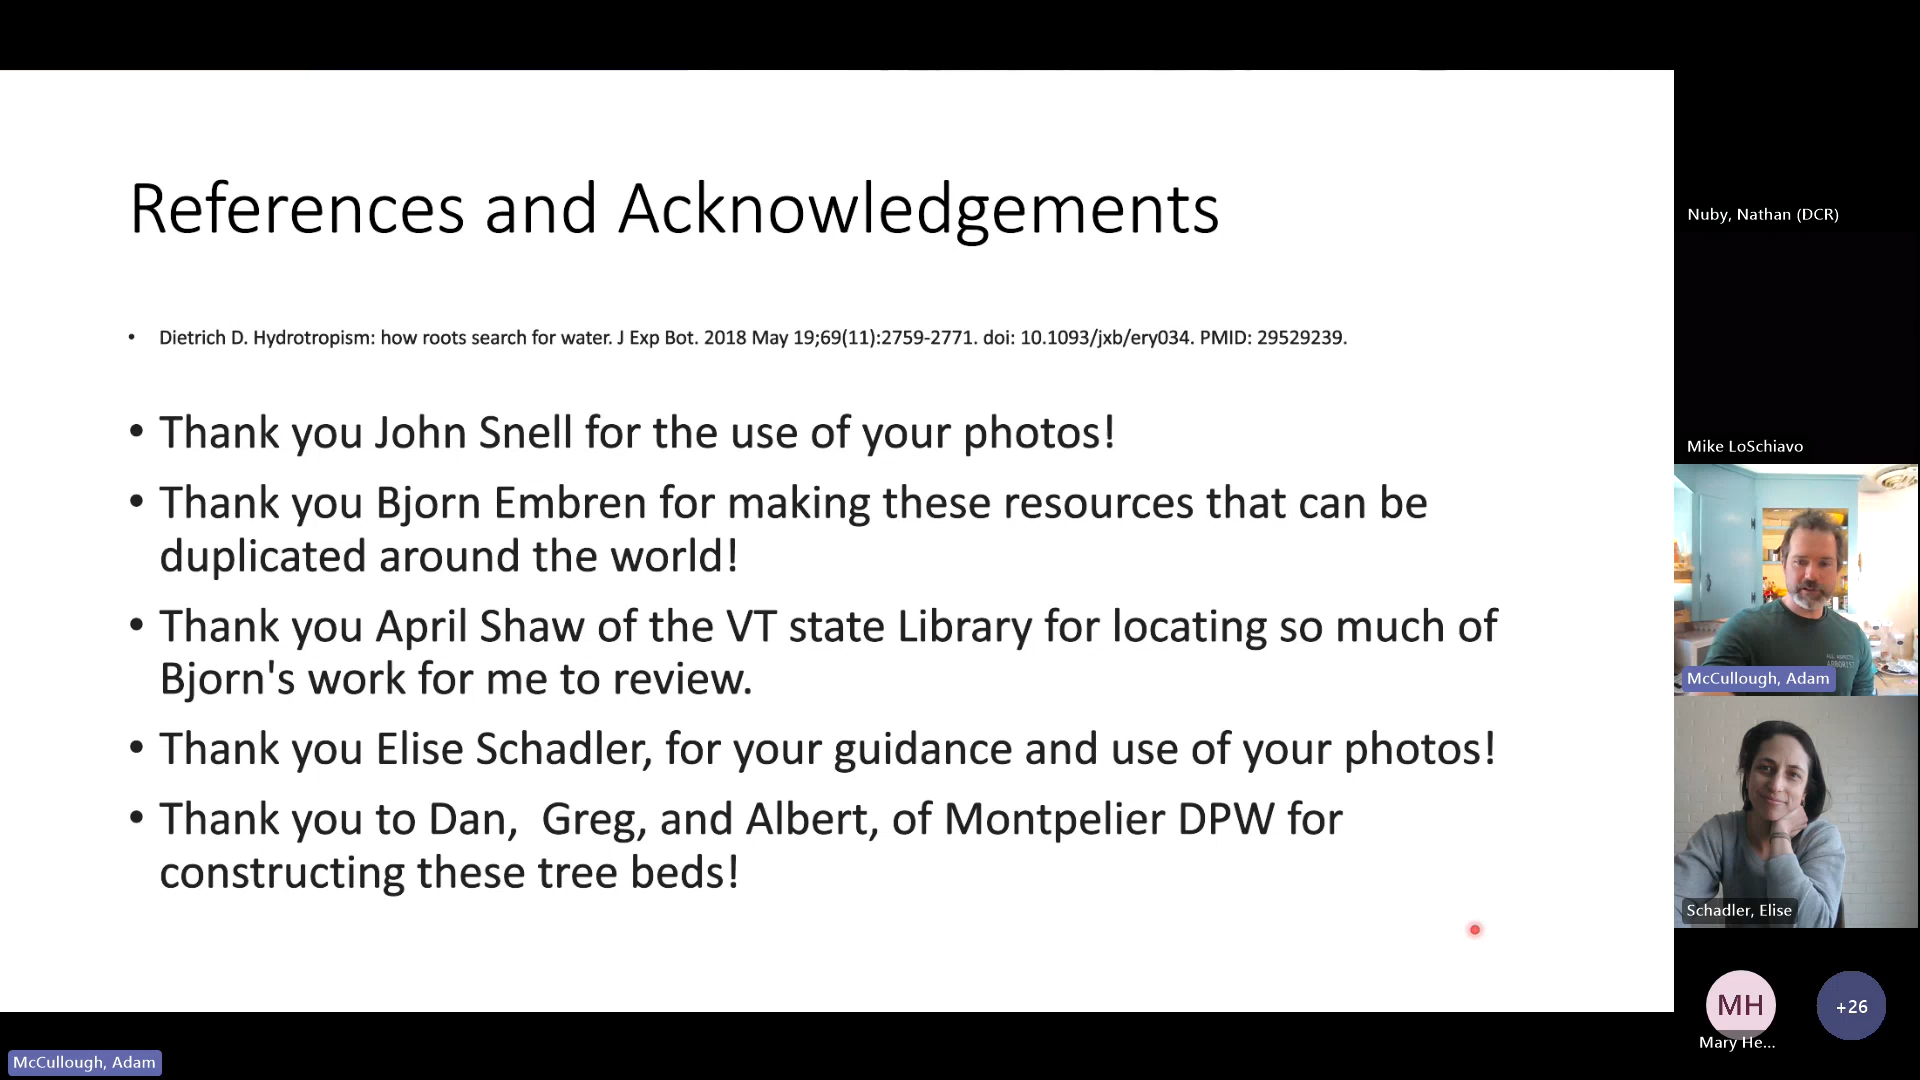 References and Acknowledgements
• Dietrich D. Hydrotropism: how roots search for water. J Exp Bot. 2018 May 19;69(11):2759-2771. doi: 10.1093/jxb/ery034. PMID: 29529239.
• Thank you John Snell for the use of your photos!
• Thank you Bjorn Embren for making these resources that can be
duplicated around the world!
• Thank you April Shaw of the VT state Library for locating so much of
Bjorn's work for me to review.
• Thank you Elise Schadler, for your guidance and use of your photos!
• Thank you to Dan,  Greg, and Albert, of Montpelier DPW for
constructing these tree beds!
Nuby, Nathan (DCR)
Mike LoSchiavo
ARBORIST
McCullough, Adam
Schadler, Elise
MH
Mary He...
+26
McCullough, Adam